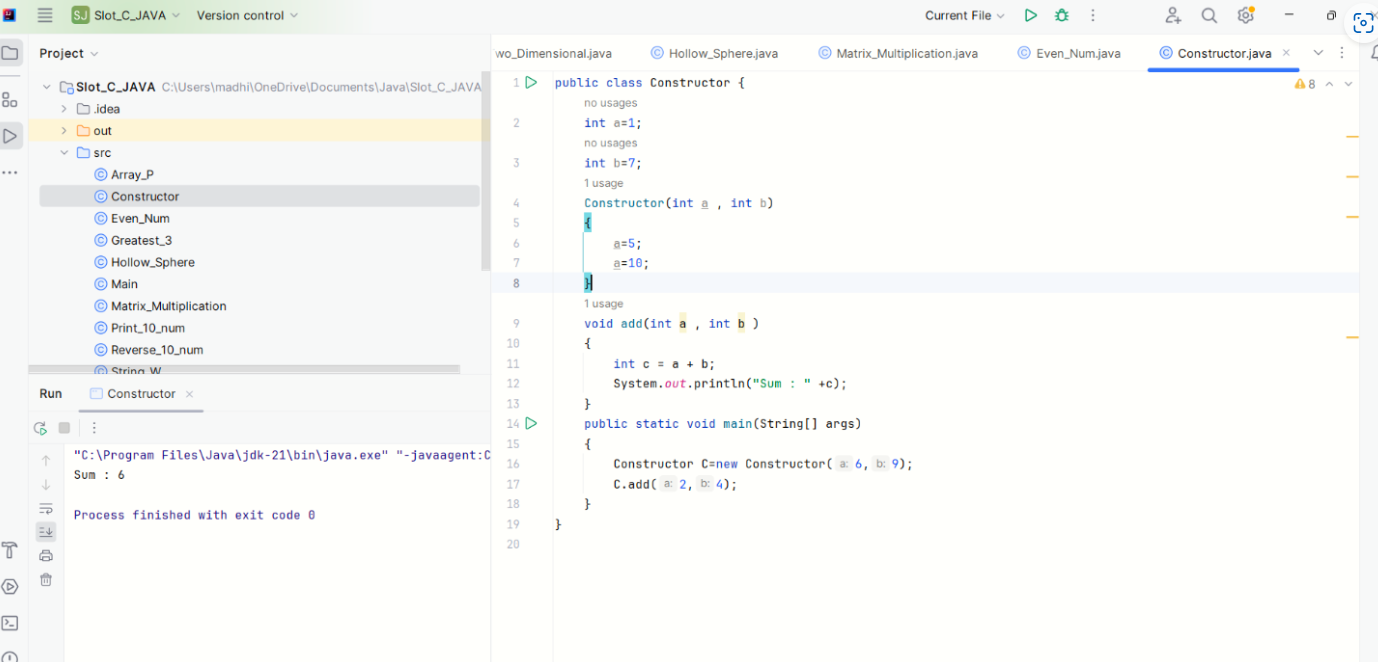 SJ Slot_C_JAVA Version control Current File
Project
Slot_C_JAVA C:\Users\madhi\OneDrive\Documents\Java\Slot_C_JAVA
.idea
out
src
Array_P
Constructor
Even_Num
Greatest_3
Hollow_Sphere
Main
Matrix_Multiplication
Print_10_num
Reverse_10_num
String_W
wo_Dimensional.java Hollow_Sphere.java Matrix_Multiplication.java Even_Num.java Constructor.java
8
1 public class Constructor {
no usages
2 int a=1;
no usages
3 int b=7;
1 usage
4 Constructor(int a , int b)
5 {
6 a=5;
7 a=10;
8 }
1 usage
9 void add(int a , int b )
10 {
11 int c = a + b;
12 System.out.println("Sum : " +c);
13 }
14 public static void main(String[] args)
15 {
16 Constructor C=new Constructor( a: 6, b: 9);
17 C.add( a: 2, b: 4);
18 }
19 }
20
Run Constructor
"C:\Program Files\Java\jdk-21\bin\java.exe" "-javaagent:C
Sum : 6
Process finished with exit code 0